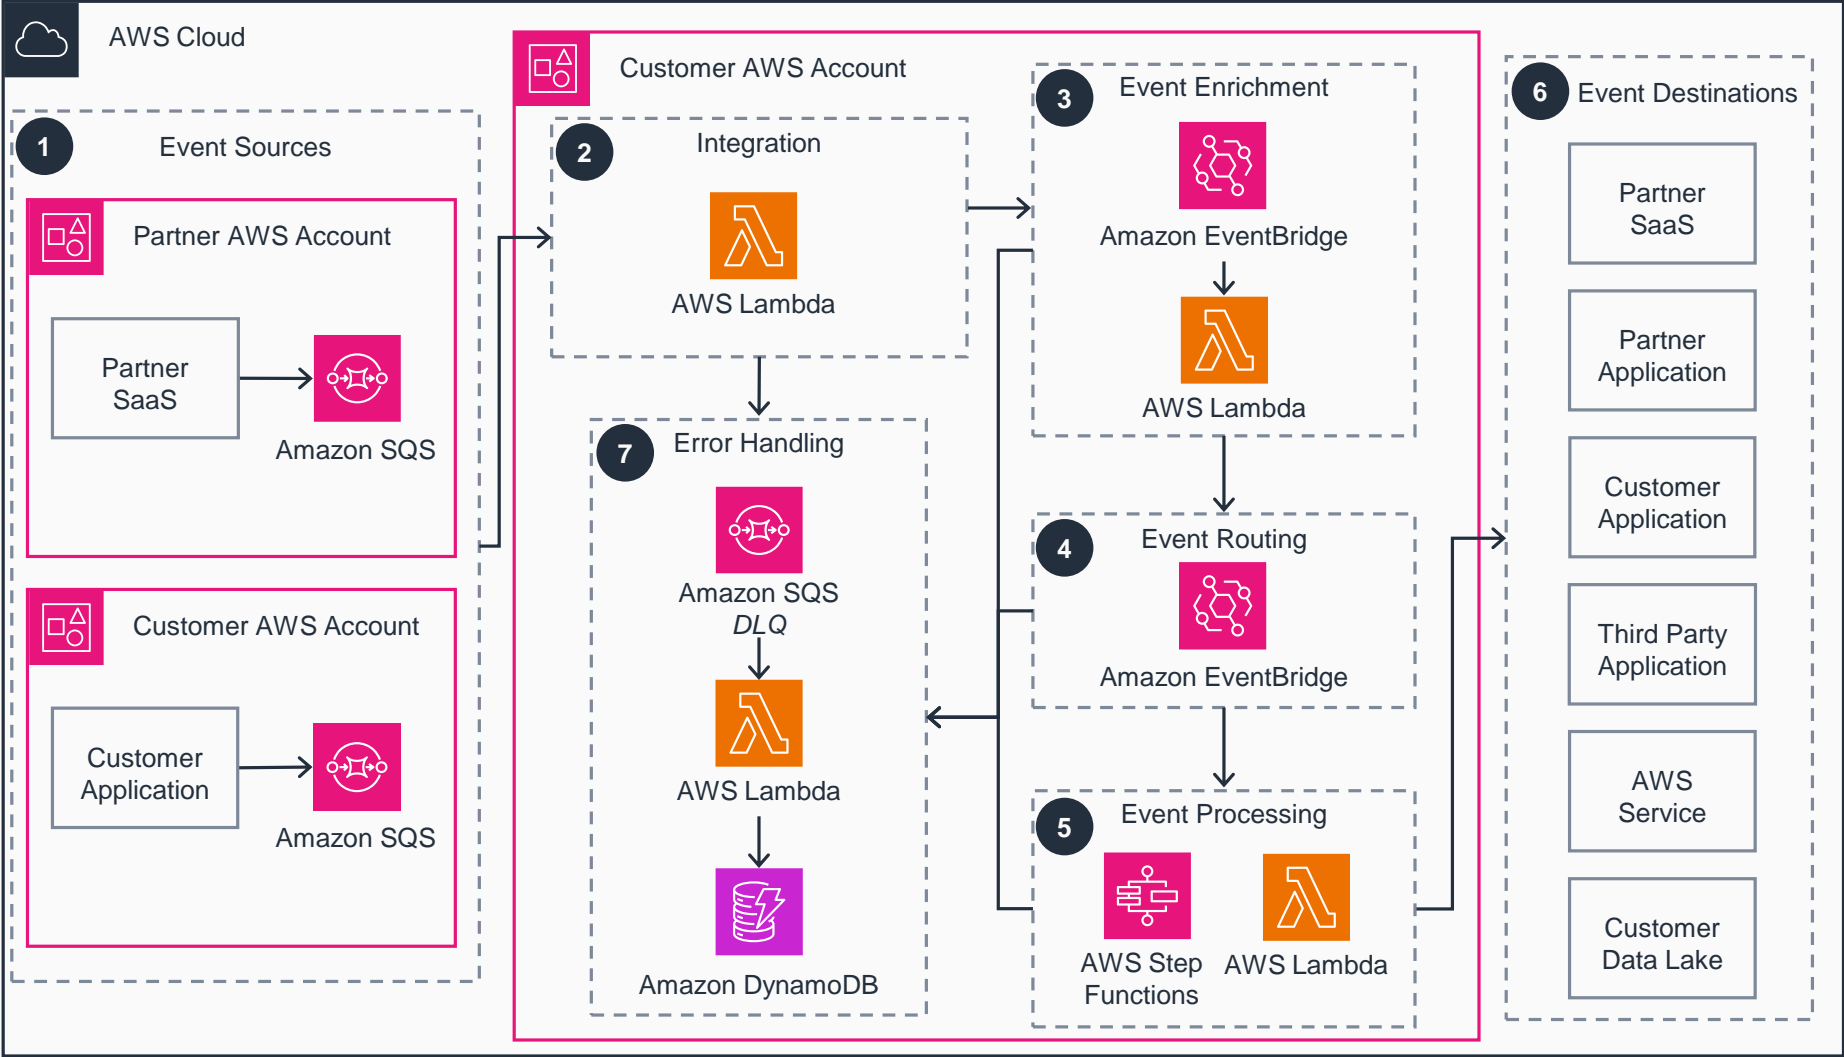 AWS Cloud
1
Event Sources
Partner AWS Account
Partner
SaaS
Amazon SQS
Customer AWS Account
Customer
Application
Amazon SQS
Customer AWS Account
2
Integration
AWS Lambda
7
Error Handling
Amazon SQS
DLQ
AWS Lambda
Amazon DynamoDB
3
Event Enrichment
Amazon EventBridge
AWS Lambda
4
Event Routing
Amazon EventBridge
5
Event Processing
AWS Step
Functions
AWS Lambda
6
Event Destinations
Partner
SaaS
Partner
Application
Customer
Application
Third Party
Application
AWS
Service
Customer
Data Lake